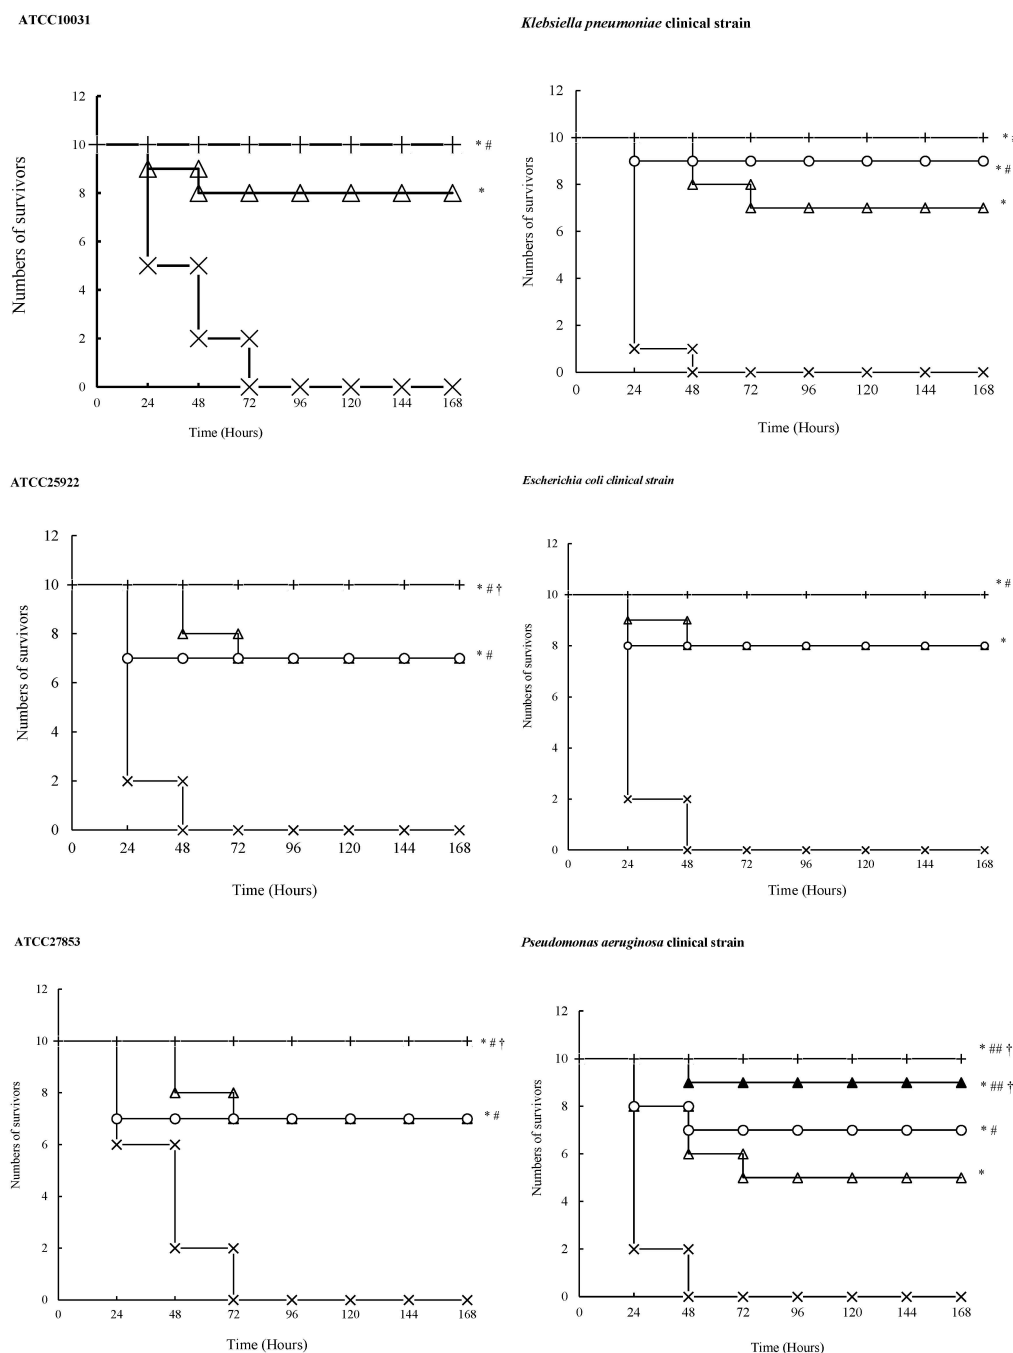 ATCC10031
Numbers of survivors
12
10
8
6
4
2
0
0 24 48 72 96 120 144 168
Time (Hours)
* #
*
Klebsiella pneumoniae clinical strain
Numbers of survivors
12
10
8
6
4
2
0
0 24 48 72 96 120 144 168
Time (Hours)
*
* #
*
ATCC25922
Numbers of survivors
12
10
8
6
4
2
0
0 24 48 72 96 120 144 168
Time (Hours)
* # †
* #
Escherichia coli clinical strain
Numbers of survivors
12
10
8
6
4
2
0
0 24 48 72 96 120 144 168
Time (Hours)
* #
*
ATCC27853
Numbers of survivors
12
10
8
6
4
2
0
0 24 48 72 96 120 144 168
Time (Hours)
* # †
* #
Pseudomonas aeruginosa clinical strain
Numbers of survivors
12
10
8
6
4
2
0
0 24 48 72 96 120 144 168
Time (Hours)
* ## †
* ## †
* #
*